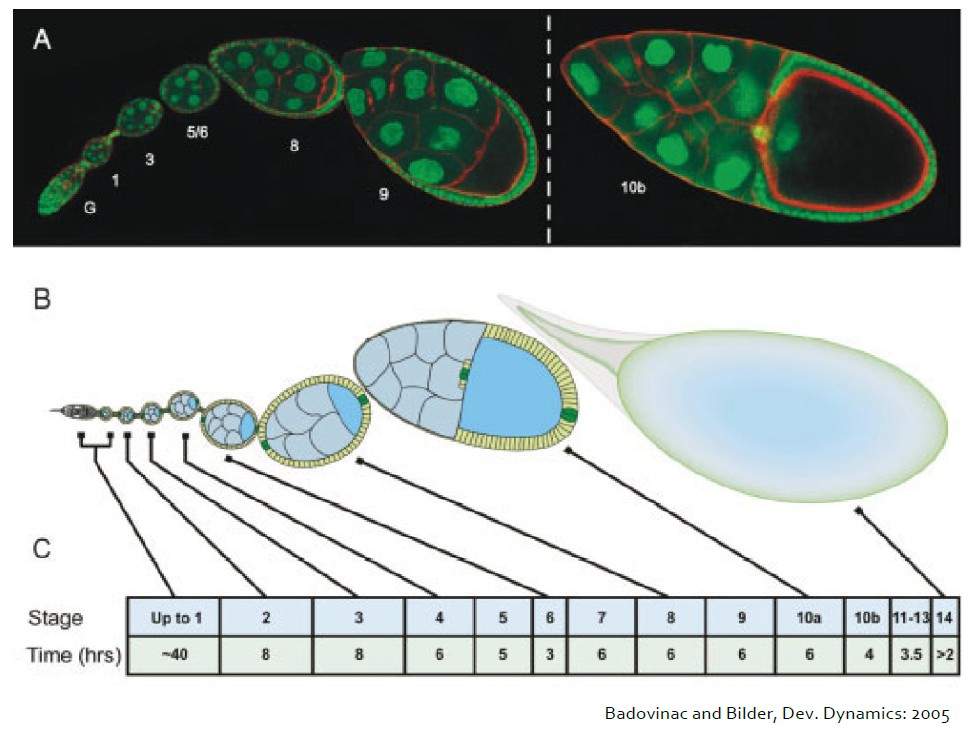 A
G
1
3
5/6
8
9
10b
B
C
Stage Up to 1 2 3 4 5 6 7 8 9 10a 10b 11-13 14
Time (hrs) ~40 8 8 6 5 3 6 6 6 6 4 3.5 >2
Badovinac and Bilder, Dev. Dynamics: 2005